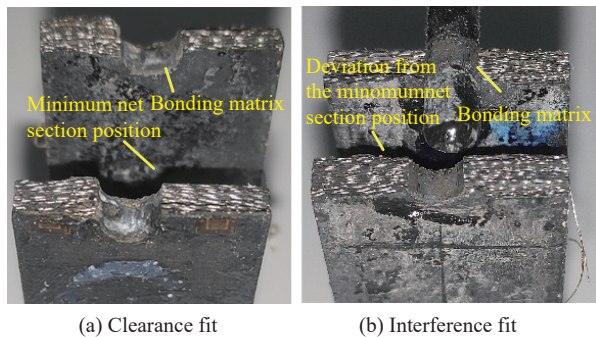 Minimum net Bonding matrix
section position
Deviation from
the minomumnet
section position
Bonding matrix
(a) Clearance fit
(b) Interference fit